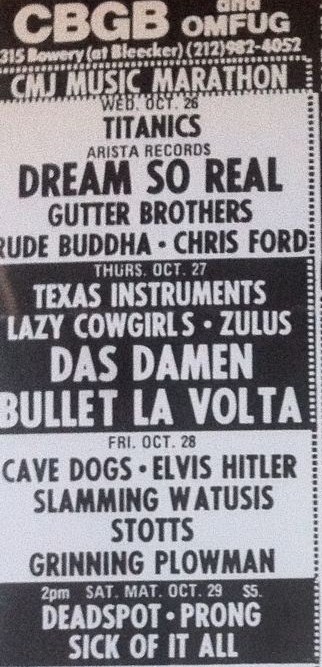 CBGB and OMFUG
315 Bowery (at Bleecker) (212)982-4052
CMJ MUSIC MARATHON
WED. OCT. 26
TITANICS
ARISTA RECORDS
DREAM SO REAL
GUTTER BROTHERS
RUDE BUDDHA • CHRIS FORD
THURS. OCT. 27
TEXAS INSTRUMENTS
LAZY COWGIRLS • ZULUS
DAS DAMEN
BULLET LA VOLTA
FRI. OCT. 28
CAVE DOGS • ELVIS HITLER
SLAMMING WATUSIS
STOTTS
GRINNING PLOWMAN
2pm SAT. MAT. OCT. 29 $5.
DEADSPOT • PRONG
SICK OF IT ALL